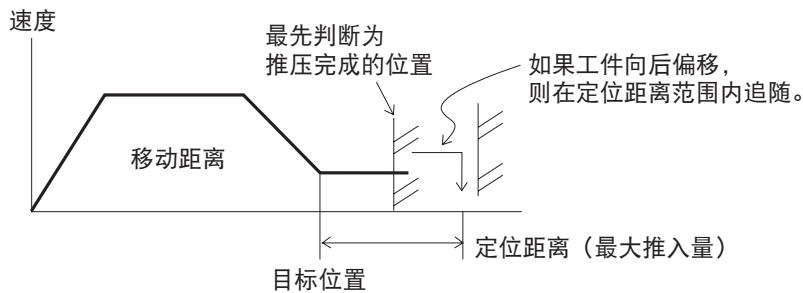 速度
最先判断为
推压完成的位置
如果工件向后偏移，
则在定位距离范围内追随。
移动距离
定位距离（最大推入量）
目标位置